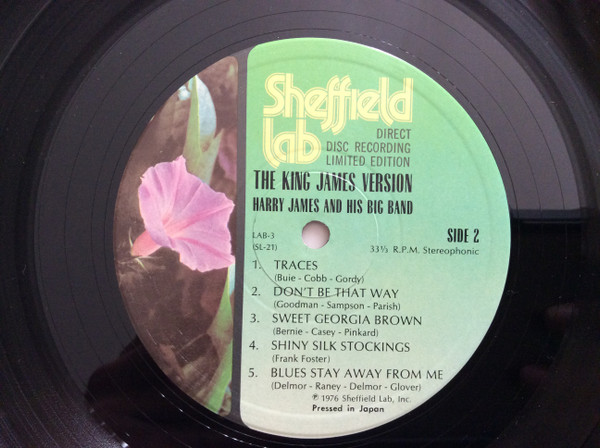 Sheffield
Lab
DIRECT
DISC RECORDING
LIMITED EDITION
THE KING JAMES VERSION
HARRY JAMES AND HIS BIG BAND
LAB-3
(SL-21)
SIDE 2
33⅓ R.P.M. Stereophonic
1. TRACES
(Buie - Cobb - Gordy)
2. DON'T BE THAT WAY
(Goodman - Sampson - Parish)
3. SWEET GEORGIA BROWN
(Bernie - Casey - Pinkard)
4. SHINY SILK STOCKINGS
(Frank Foster)
5. BLUES STAY AWAY FROM ME
(Delmor - Raney - Delmor - Glover)
℗ 1976 Sheffield Lab, Inc.
Pressed in Japan